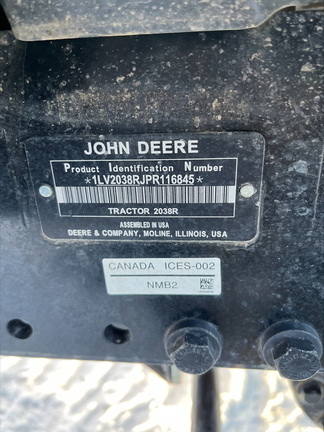 JOHN DEERE
Product Identification Number
*1LV2038RJPR116845*
TRACTOR 2038R
ASSEMBLED IN USA
DEERE & COMPANY, MOLINE, ILLINOIS, USA
CANADA ICES-002
NMB2